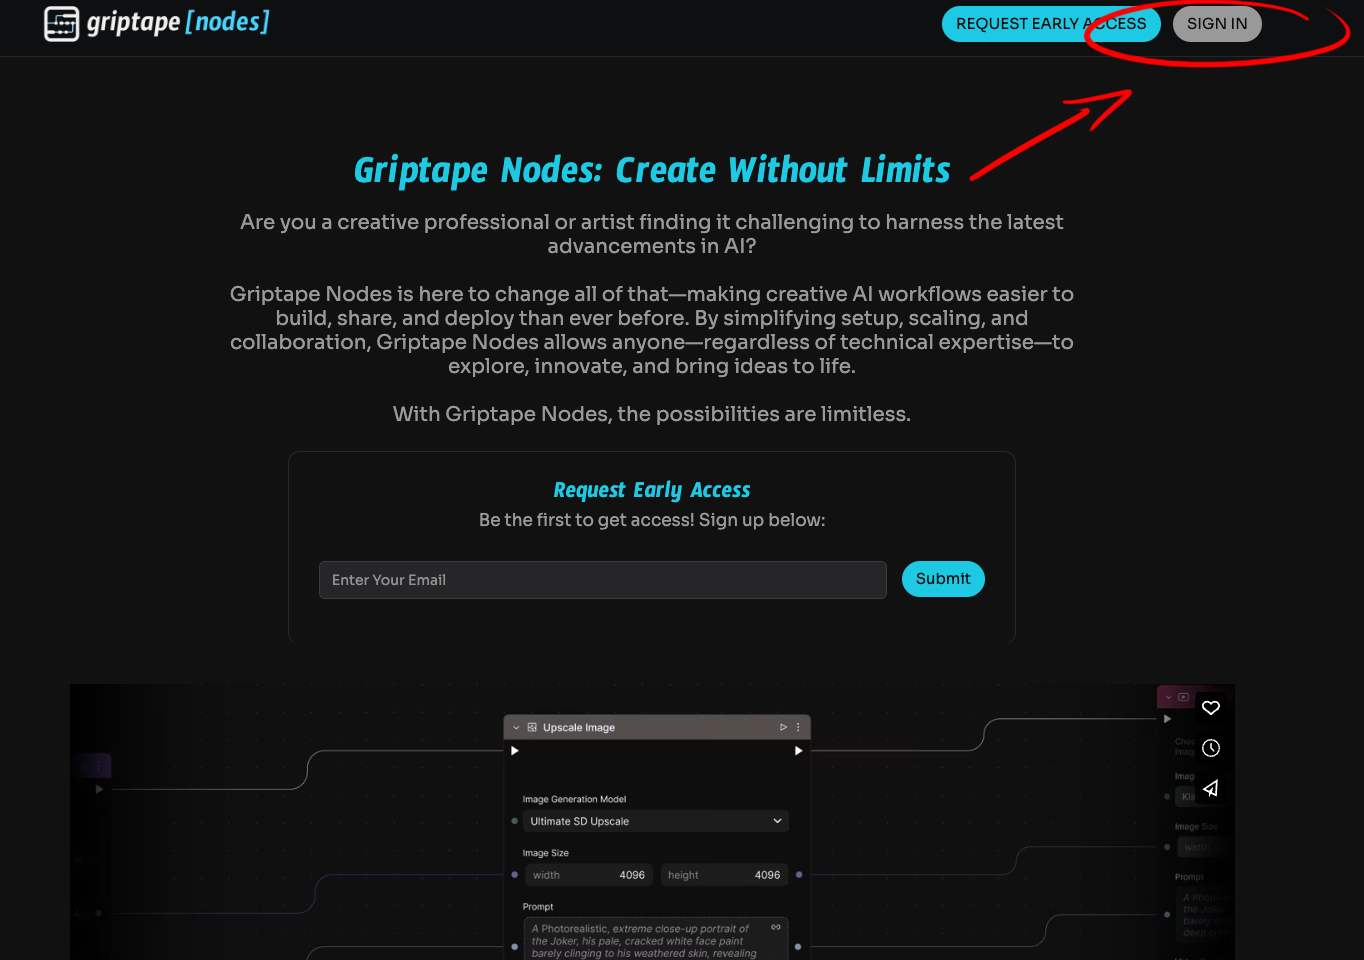 griptape [nodes]
REQUEST EARLY ACCESS
SIGN IN
Griptape Nodes: Create Without Limits
Are you a creative professional or artist finding it challenging to harness the latest
advancements in AI?
Griptape Nodes is here to change all of that—making creative AI workflows easier to
build, share, and deploy than ever before. By simplifying setup, scaling, and
collaboration, Griptape Nodes allows anyone—regardless of technical expertise—to
explore, innovate, and bring ideas to life.
With Griptape Nodes, the possibilities are limitless.
Request Early Access
Be the first to get access! Sign up below:
Enter Your Email
Submit
Upscale Image
Image Generation Model
Ultimate SD Upscale
Image Size
width 4096 height 4096
Prompt
A Photorealistic, extreme close-up portrait of
the Joker, his pale, cracked white face paint
barely clinging to his weathered skin, revealing
Image Size
width
Prompt